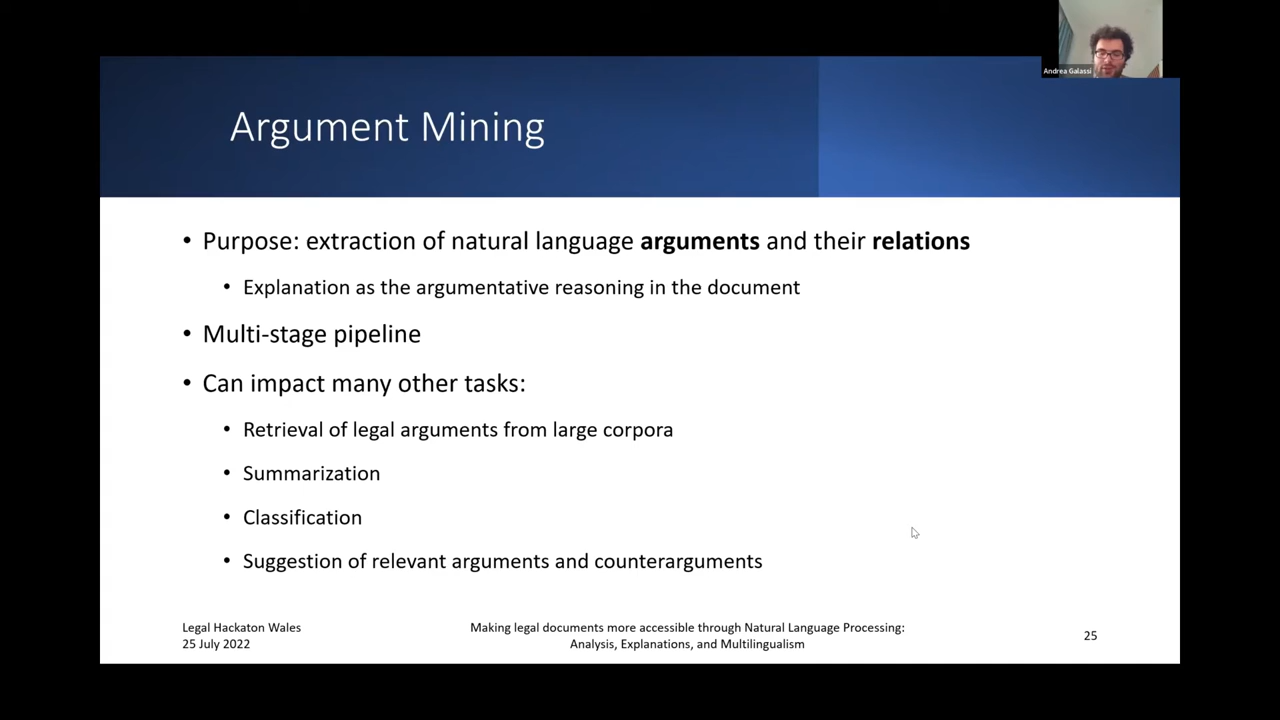 Andrea Galassi
Argument Mining
• Purpose: extraction of natural language arguments and their relations
• Explanation as the argumentative reasoning in the document
• Multi-stage pipeline
• Can impact many other tasks:
• Retrieval of legal arguments from large corpora
• Summarization
• Classification
• Suggestion of relevant arguments and counterarguments
Legal Hackaton Wales
25 July 2022
Making legal documents more accessible through Natural Language Processing:
Analysis, Explanations, and Multilingualism
25